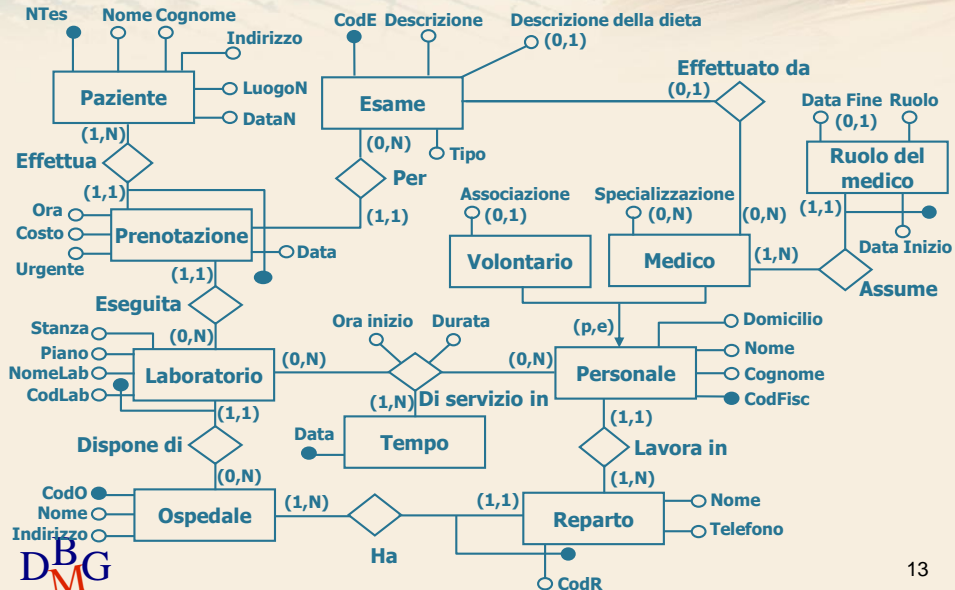 NTes
Nome Cognome
CodE Descrizione
Descrizione della dieta
(0,1)
Indirizzo
Effettuato da
(0,1)
Paziente
LuogoN
DataN
Esame
Data Fine Ruolo
(0,1)
(1,N)
(0,N)
Tipo
Ruolo del
medico
Effettua
Per
(1,1)
(1,1)
Associazione
(0,1)
Specializzazione
(0,N)
(0,N)
(1,1)
Ora
Costo
Urgente
Prenotazione
Data
Volontario
Medico
(1,N)
Data Inizio
Assume
(1,1)
Eseguita
Stanza
(0,N)
Ora inizio Durata
(p,e)
Domicilio
Piano
NomeLab
CodLab
Laboratorio
(0,N)
(0,N)
Personale
Nome
Cognome
CodFisc
(1,N)
Di servizio in
(1,1)
(1,1)
Dispone di
Data
Tempo
Lavora in
(0,N)
(1,N)
CodO
Nome
Indirizzo
Ospedale
(1,N)
(1,1)
Reparto
Nome
Telefono
Ha
CodR
DBMG
13